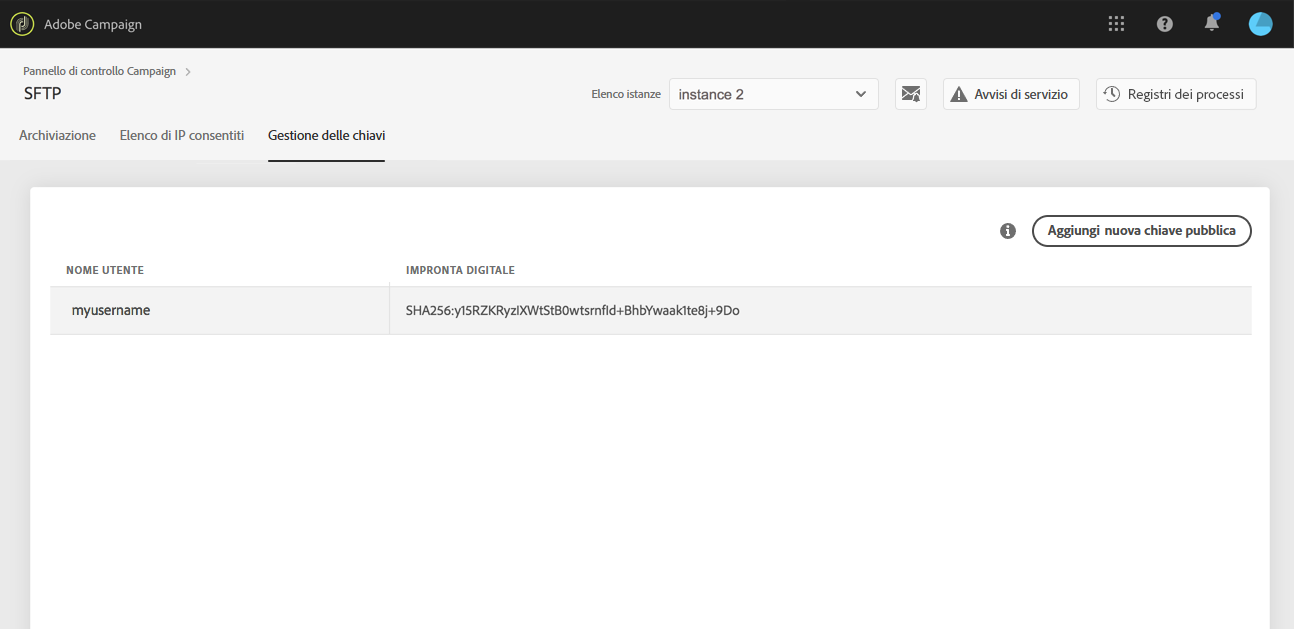 Adobe Campaign
Pannello di controllo Campaign
SFTP
Elenco istanze
instance 2
Avvisi di servizio
Registri dei processi
Archiviazione
Elenco di IP consentiti
Gestione delle chiavi
Aggiungi nuova chiave pubblica
NOME UTENTE
IMPRONTA DIGITALE
myusername
SHA256:y15RZKRyzIXWtStB0wtsrnfId+BhbYwaak1te8j+9Do